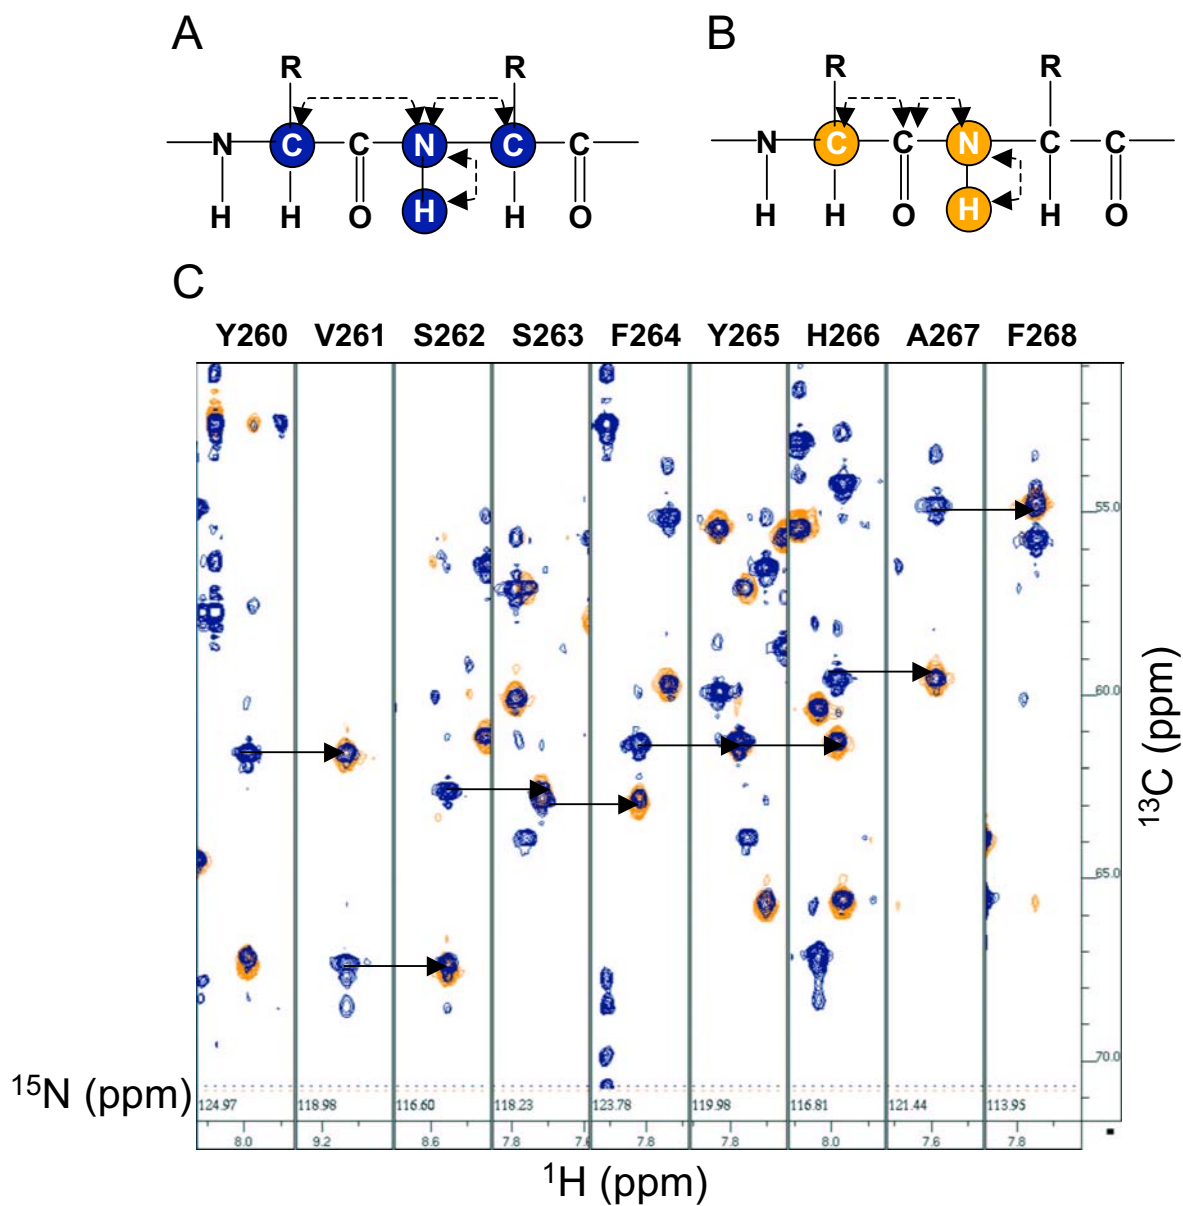 A
B
R R
R R
N C C N C C
N C C N C C
H H O H H O
H H O H H O
C
Y260 V261 S262 S263 F264 Y265 H266 A267 F268
55.0
60.0
65.0
70.0
13C (ppm)
15N (ppm)
124.97 118.98 116.60 118.23 123.78 119.98 116.81 121.44 113.95
8.0 9.2 8.6 7.8 7.6 7.8 7.8 8.0 7.6 7.8
1H (ppm)